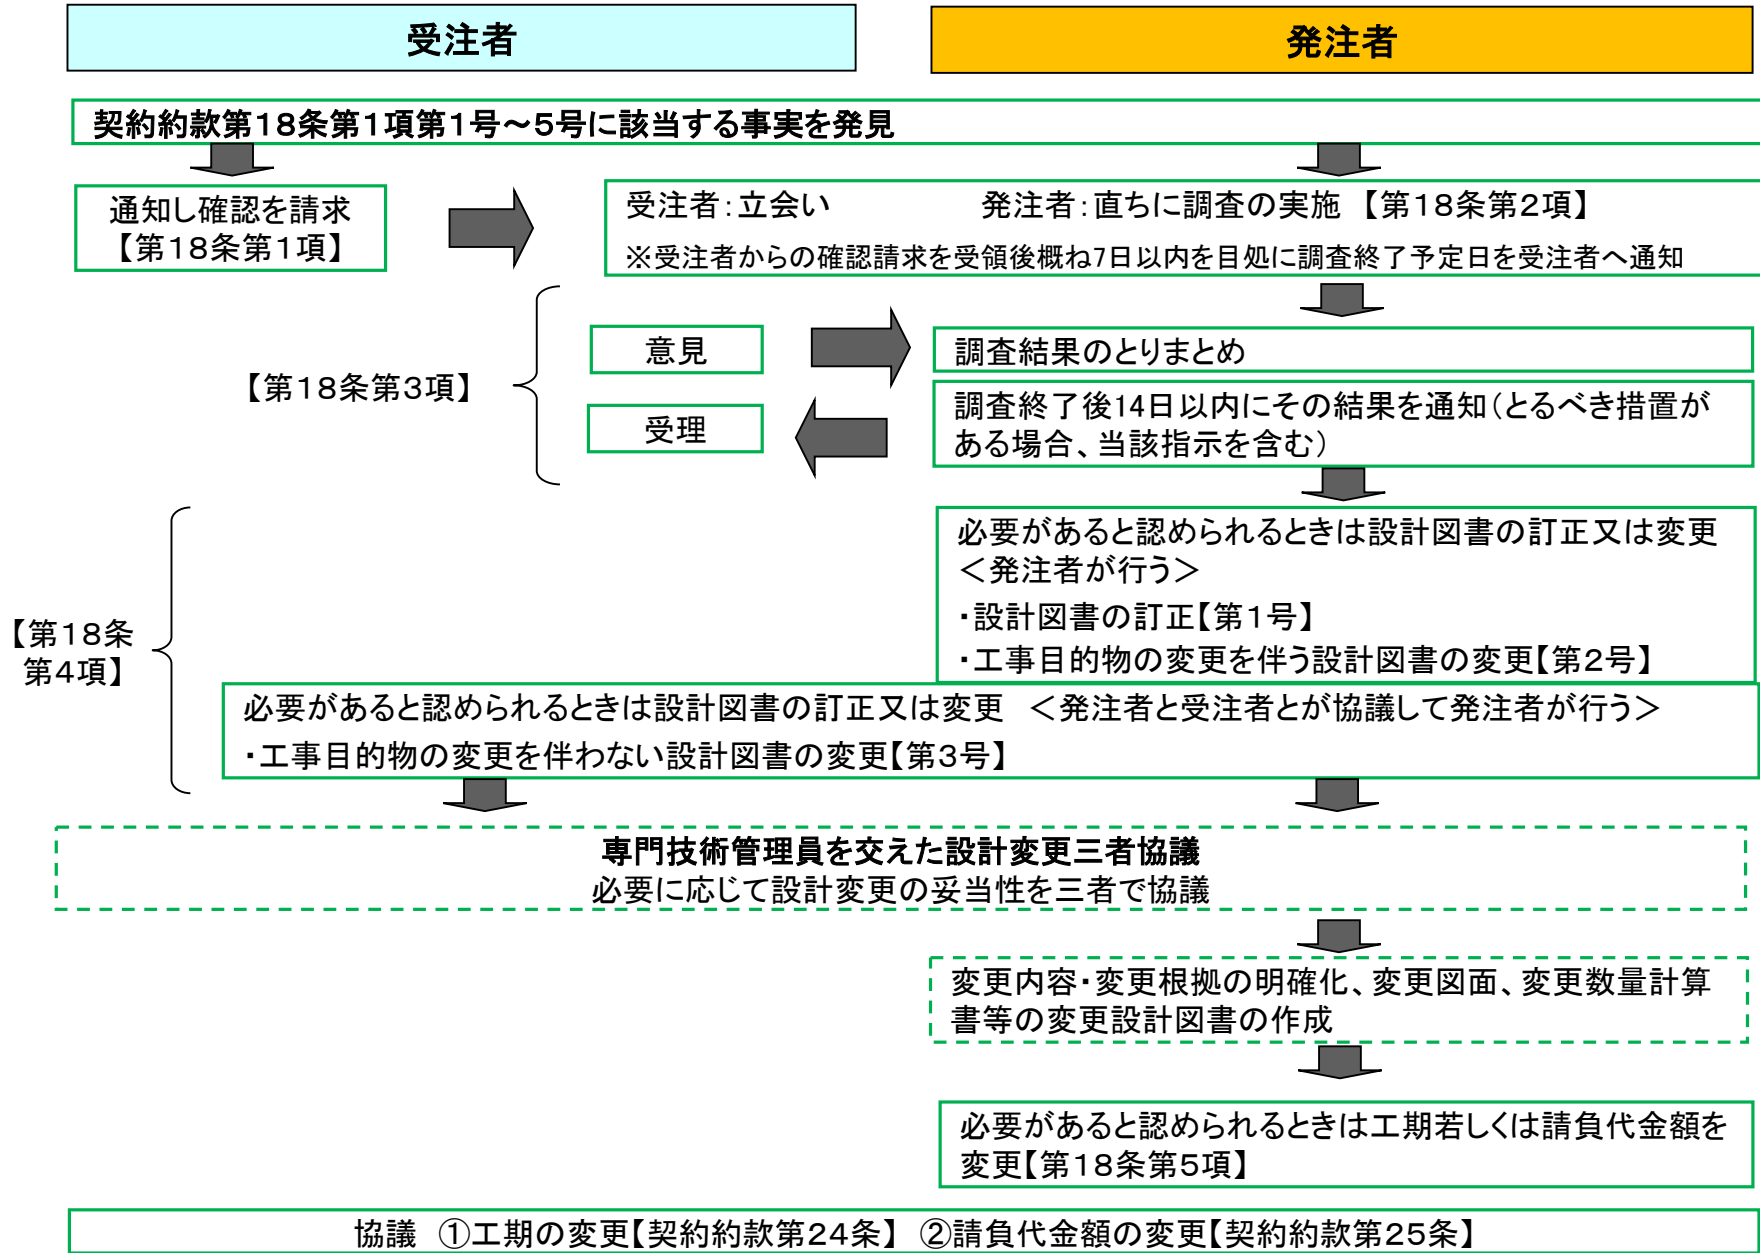 受注者
発注者
契約約款第18条第1項第1号～5号に該当する事実を発見
通知し確認を請求
【第18条第1項】
受注者：立会い　発注者：直ちに調査の実施　【第18条第2項】
※受注者からの確認請求を受領後概ね7日以内を目処に調査終了予定日を受注者へ通知
【第18条第3項】
意見
調査結果のとりまとめ
受理
調査終了後14日以内にその結果を通知（とるべき措置が
ある場合、当該指示を含む）
【第18条
第4項】
必要があると認められるときは設計図書の訂正又は変更
＜発注者が行う＞
・設計図書の訂正【第1号】
・工事目的物の変更を伴う設計図書の変更【第2号】
必要があると認められるときは設計図書の訂正又は変更　＜発注者と受注者とが協議して発注者が行う＞
・工事目的物の変更を伴わない設計図書の変更【第3号】
専門技術管理員を交えた設計変更三者協議
必要に応じて設計変更の妥当性を三者で協議
変更内容・変更根拠の明確化、変更図面、変更数量計算
書等の変更設計図書の作成
必要があると認められるときは工期若しくは請負代金額を
変更【第18条第5項】
協議　①工期の変更【契約約款第24条】　②請負代金額の変更【契約約款第25条】